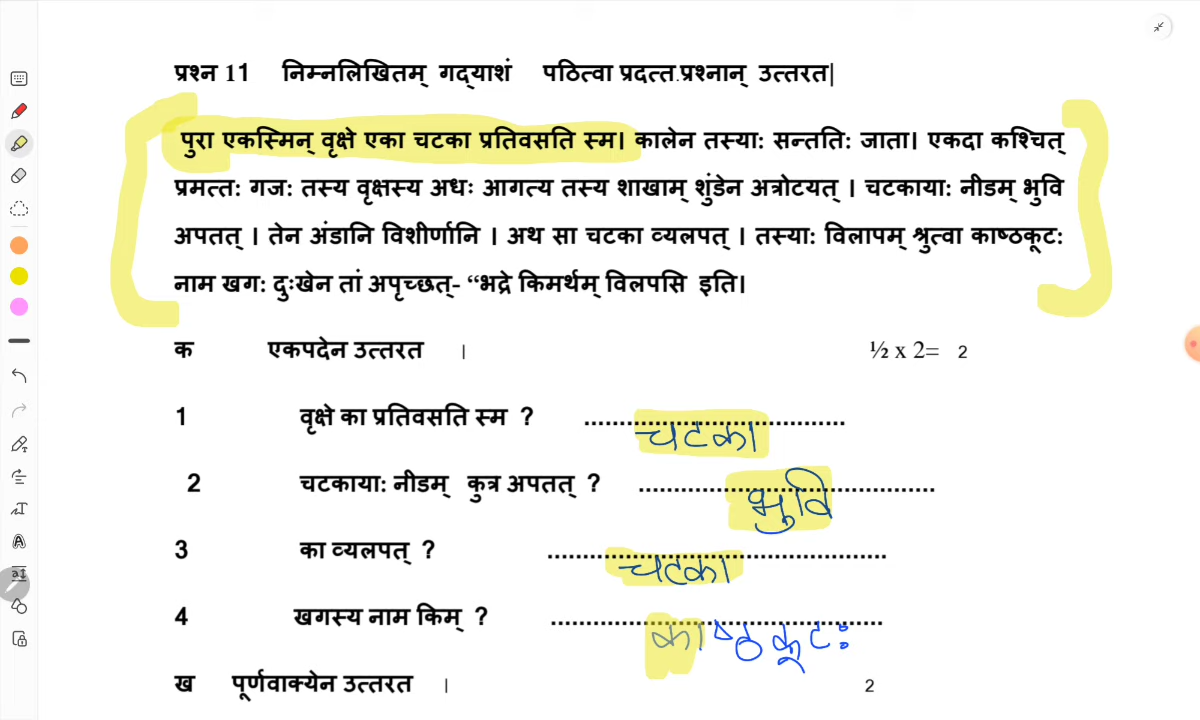 प्रश्न 11 निम्नलिखितम् गद्याशं पठित्वा प्रदत्त.प्रश्नान् उत्तरत|
पुरा एकस्मिन् वृक्षे एका चटका प्रतिवसति स्म। कालेन तस्या: सन्तति: जाता। एकदा कश्चित्
प्रमत्त: गज: तस्य वृक्षस्य अधः आगत्य तस्य शाखाम् शुंडेन अत्रोटयत् । चटकाया: नीडम् भुवि
अपतत् । तेन अंडानि विशीर्णानि । अथ सा चटका व्यलपत् । तस्या: विलापम् श्रुत्वा काष्ठकूट:
नाम खग: दुःखेन तां अपृच्छत्- “भद्रे किमर्थम् विलपसि इति।
क एकपदेन उत्तरत । ½ x 2= 2
1 वृक्षे का प्रतिवसति स्म ? .................................... चटका
2 चटकाया: नीडम् कुत्र अपतत् ? ......................................... भुवि
3 का व्यलपत् ? ............................................... चटका
4 खगस्य नाम किम् ? .............................................. काष्ठकूटः
ख पूर्णवाक्येन उत्तरत । 2